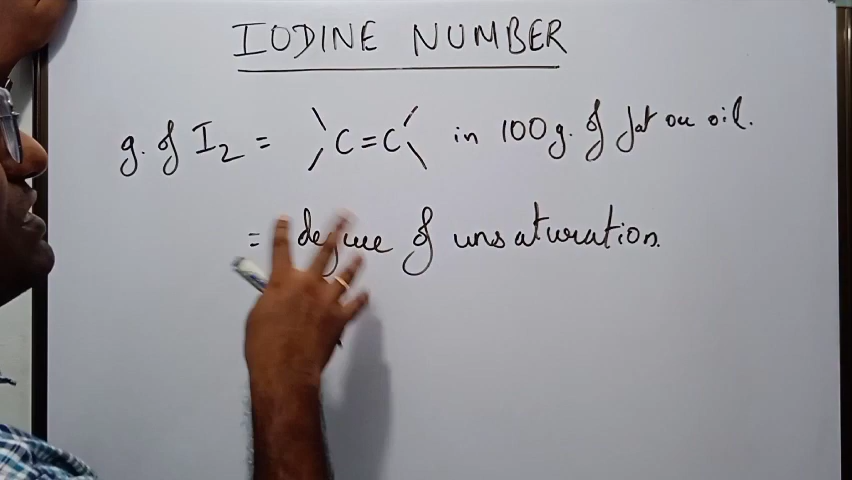 IODINE NUMBER
g. of I₂ = C=C in 100g. of fat or oil.
= degree of unsaturation.